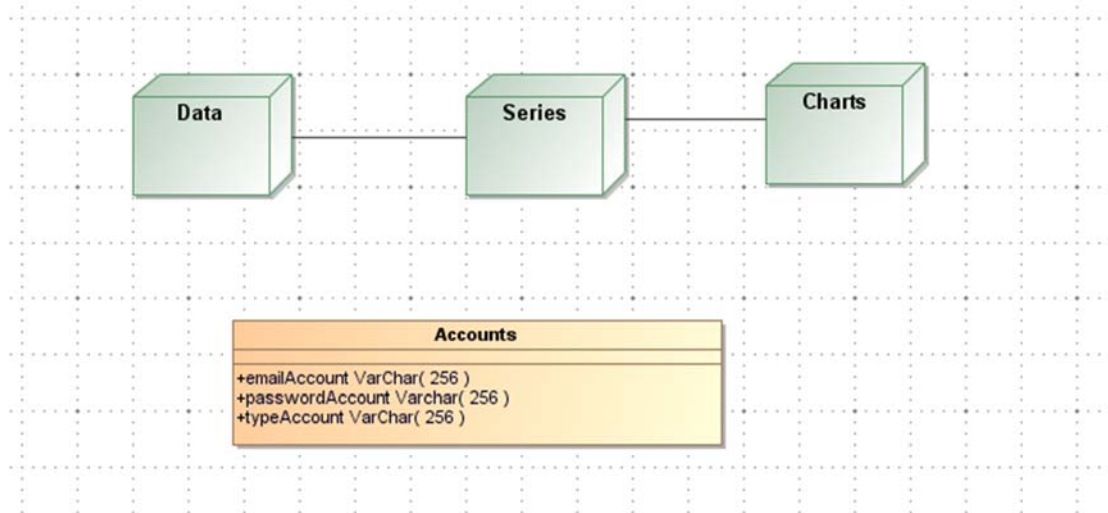 Data
Series
Charts
Accounts
+emailAccount VarChar( 256 )
+passwordAccount Varchar( 256 )
+typeAccount VarChar( 256 )